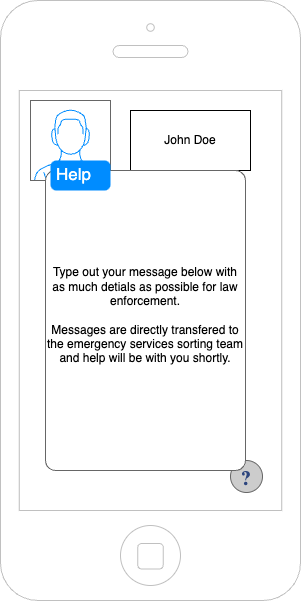 John Doe
Help
Type out your message below with
as much detials as possible for law
enforcement.
Messages are directly transfered to
the emergency services sorting team
and help will be with you shortly.
?